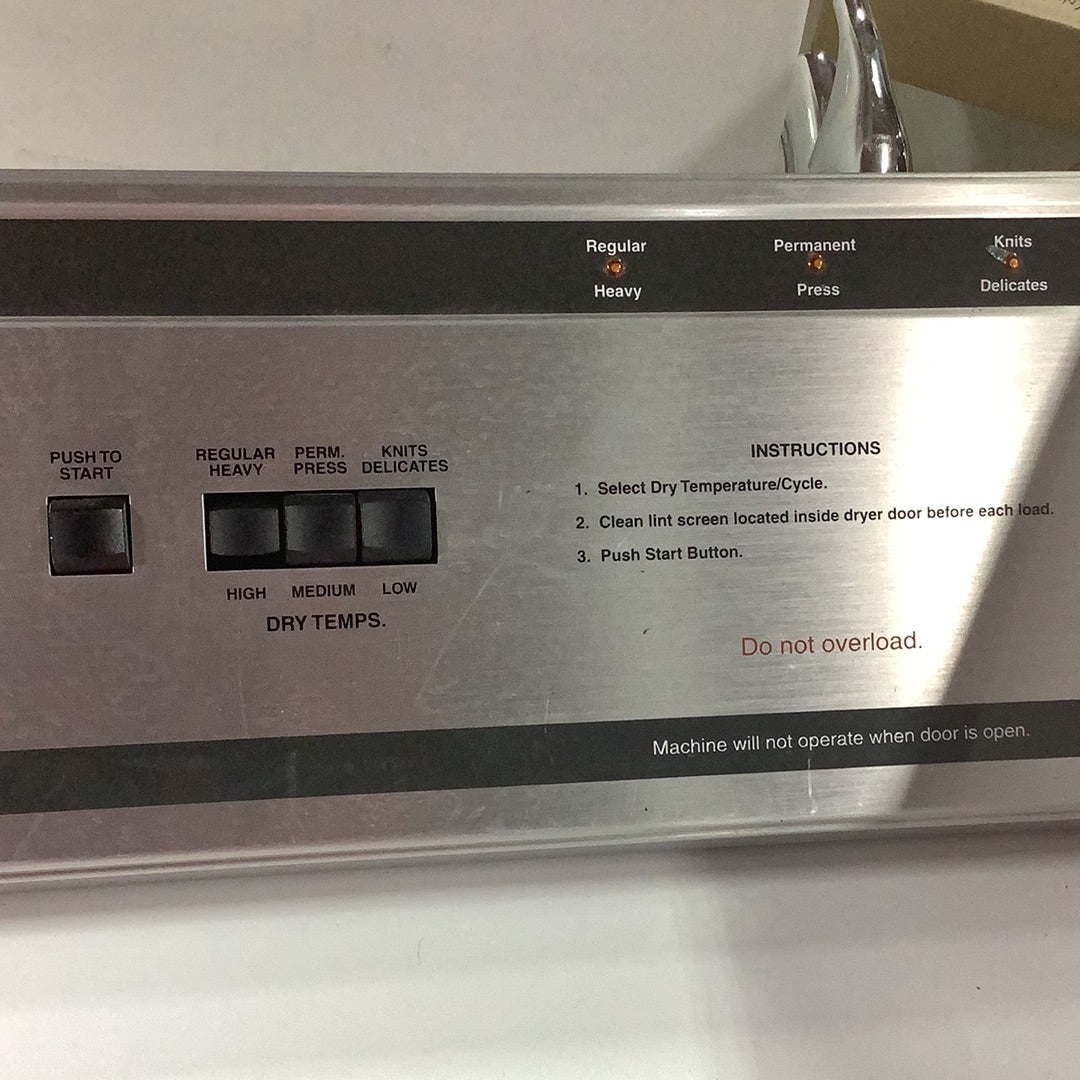 Regular
Heavy
Permanent
Press
Knits
Delicates
PUSH TO
START
REGULAR
HEAVY
PERM.
PRESS
KNITS
DELICATES
HIGH
MEDIUM
LOW
DRY TEMPS.
INSTRUCTIONS
1. Select Dry Temperature/Cycle.
2. Clean lint screen located inside dryer door before each load.
3. Push Start Button.
Do not overload.
Machine will not operate when door is open.